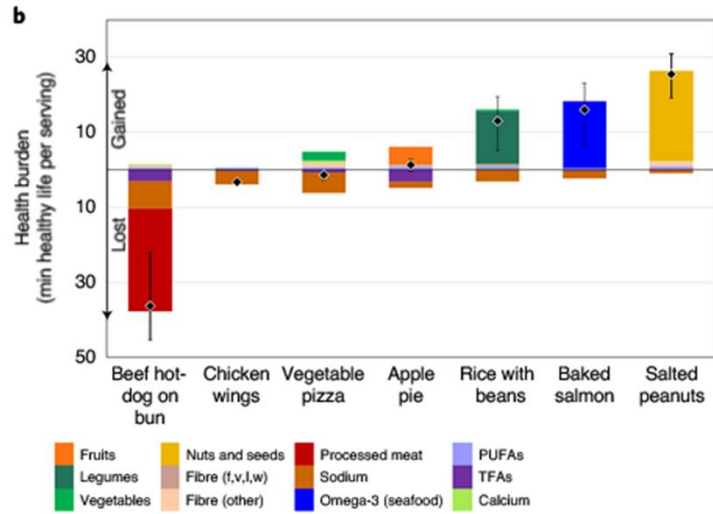 b
Health burden
(min healthy life per serving)
Gained
Lost
30
10
10
30
50
Beef hot-
dog on
bun
Chicken
wings
Vegetable
pizza
Apple
pie
Rice with
beans
Baked
salmon
Salted
peanuts
Fruits
Nuts and seeds
Processed meat
PUFAs
Legumes
Fibre (f,v,l,w)
Sodium
TFAs
Vegetables
Fibre (other)
Omega-3 (seafood)
Calcium